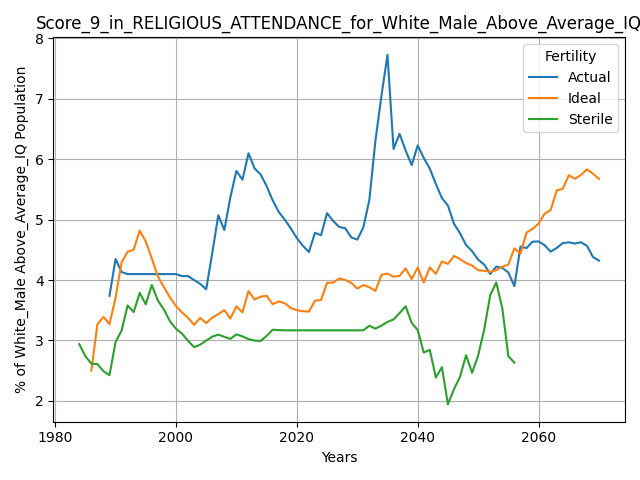 Score_9_in_RELIGIOUS_ATTENDANCE_for_White_Male_Above_Average_IQ
% of White_Male Above_Average_IQ Population
8
7
6
5
4
3
2
Fertility
Actual
Ideal
Sterile
1980
2000
2020
2040
2060
Years